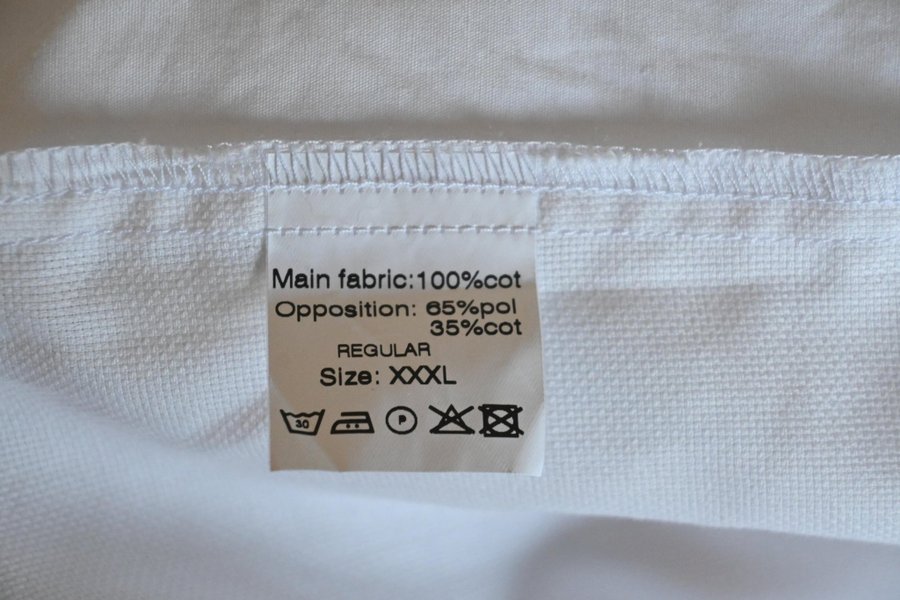 Main fabric:100%cot
Opposition: 65%pol
35%cot
REGULAR
Size: XXXL
30 P